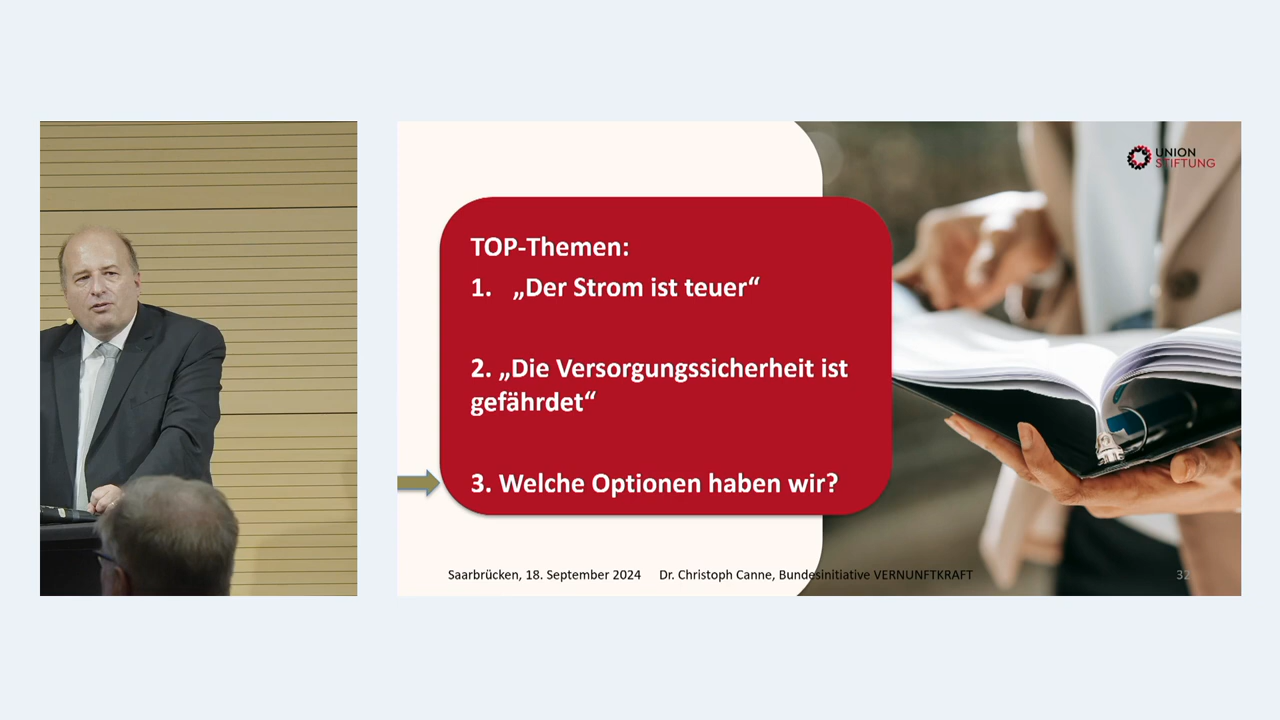 UNION
STIFTUNG
TOP-Themen:
1. „Der Strom ist teuer“
2. „Die Versorgungssicherheit ist
gefährdet“
3. Welche Optionen haben wir?
Saarbrücken, 18. September 2024 Dr. Christoph Canne, Bundesinitiative VERNUNFTKRAFT
32